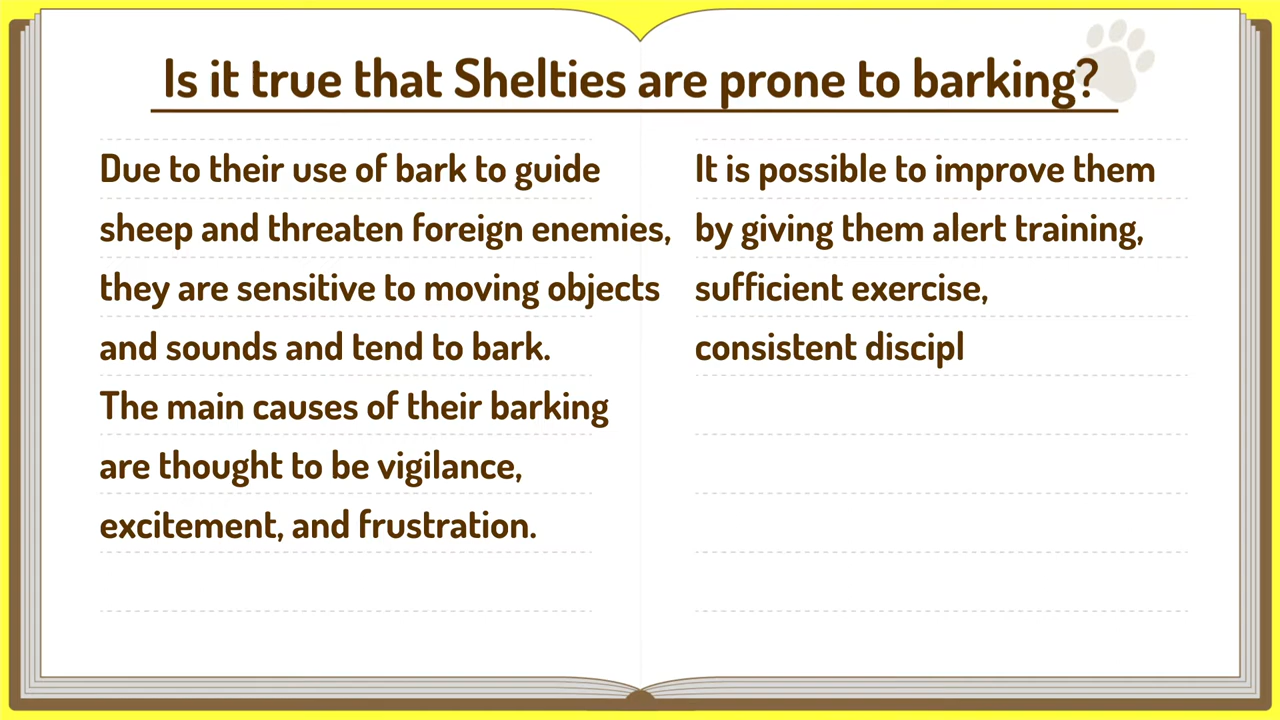 Is it true that Shelties are prone to barking?
Due to their use of bark to guide
sheep and threaten foreign enemies,
they are sensitive to moving objects
and sounds and tend to bark.
The main causes of their barking
are thought to be vigilance,
excitement, and frustration.
It is possible to improve them
by giving them alert training,
sufficient exercise,
consistent discipl